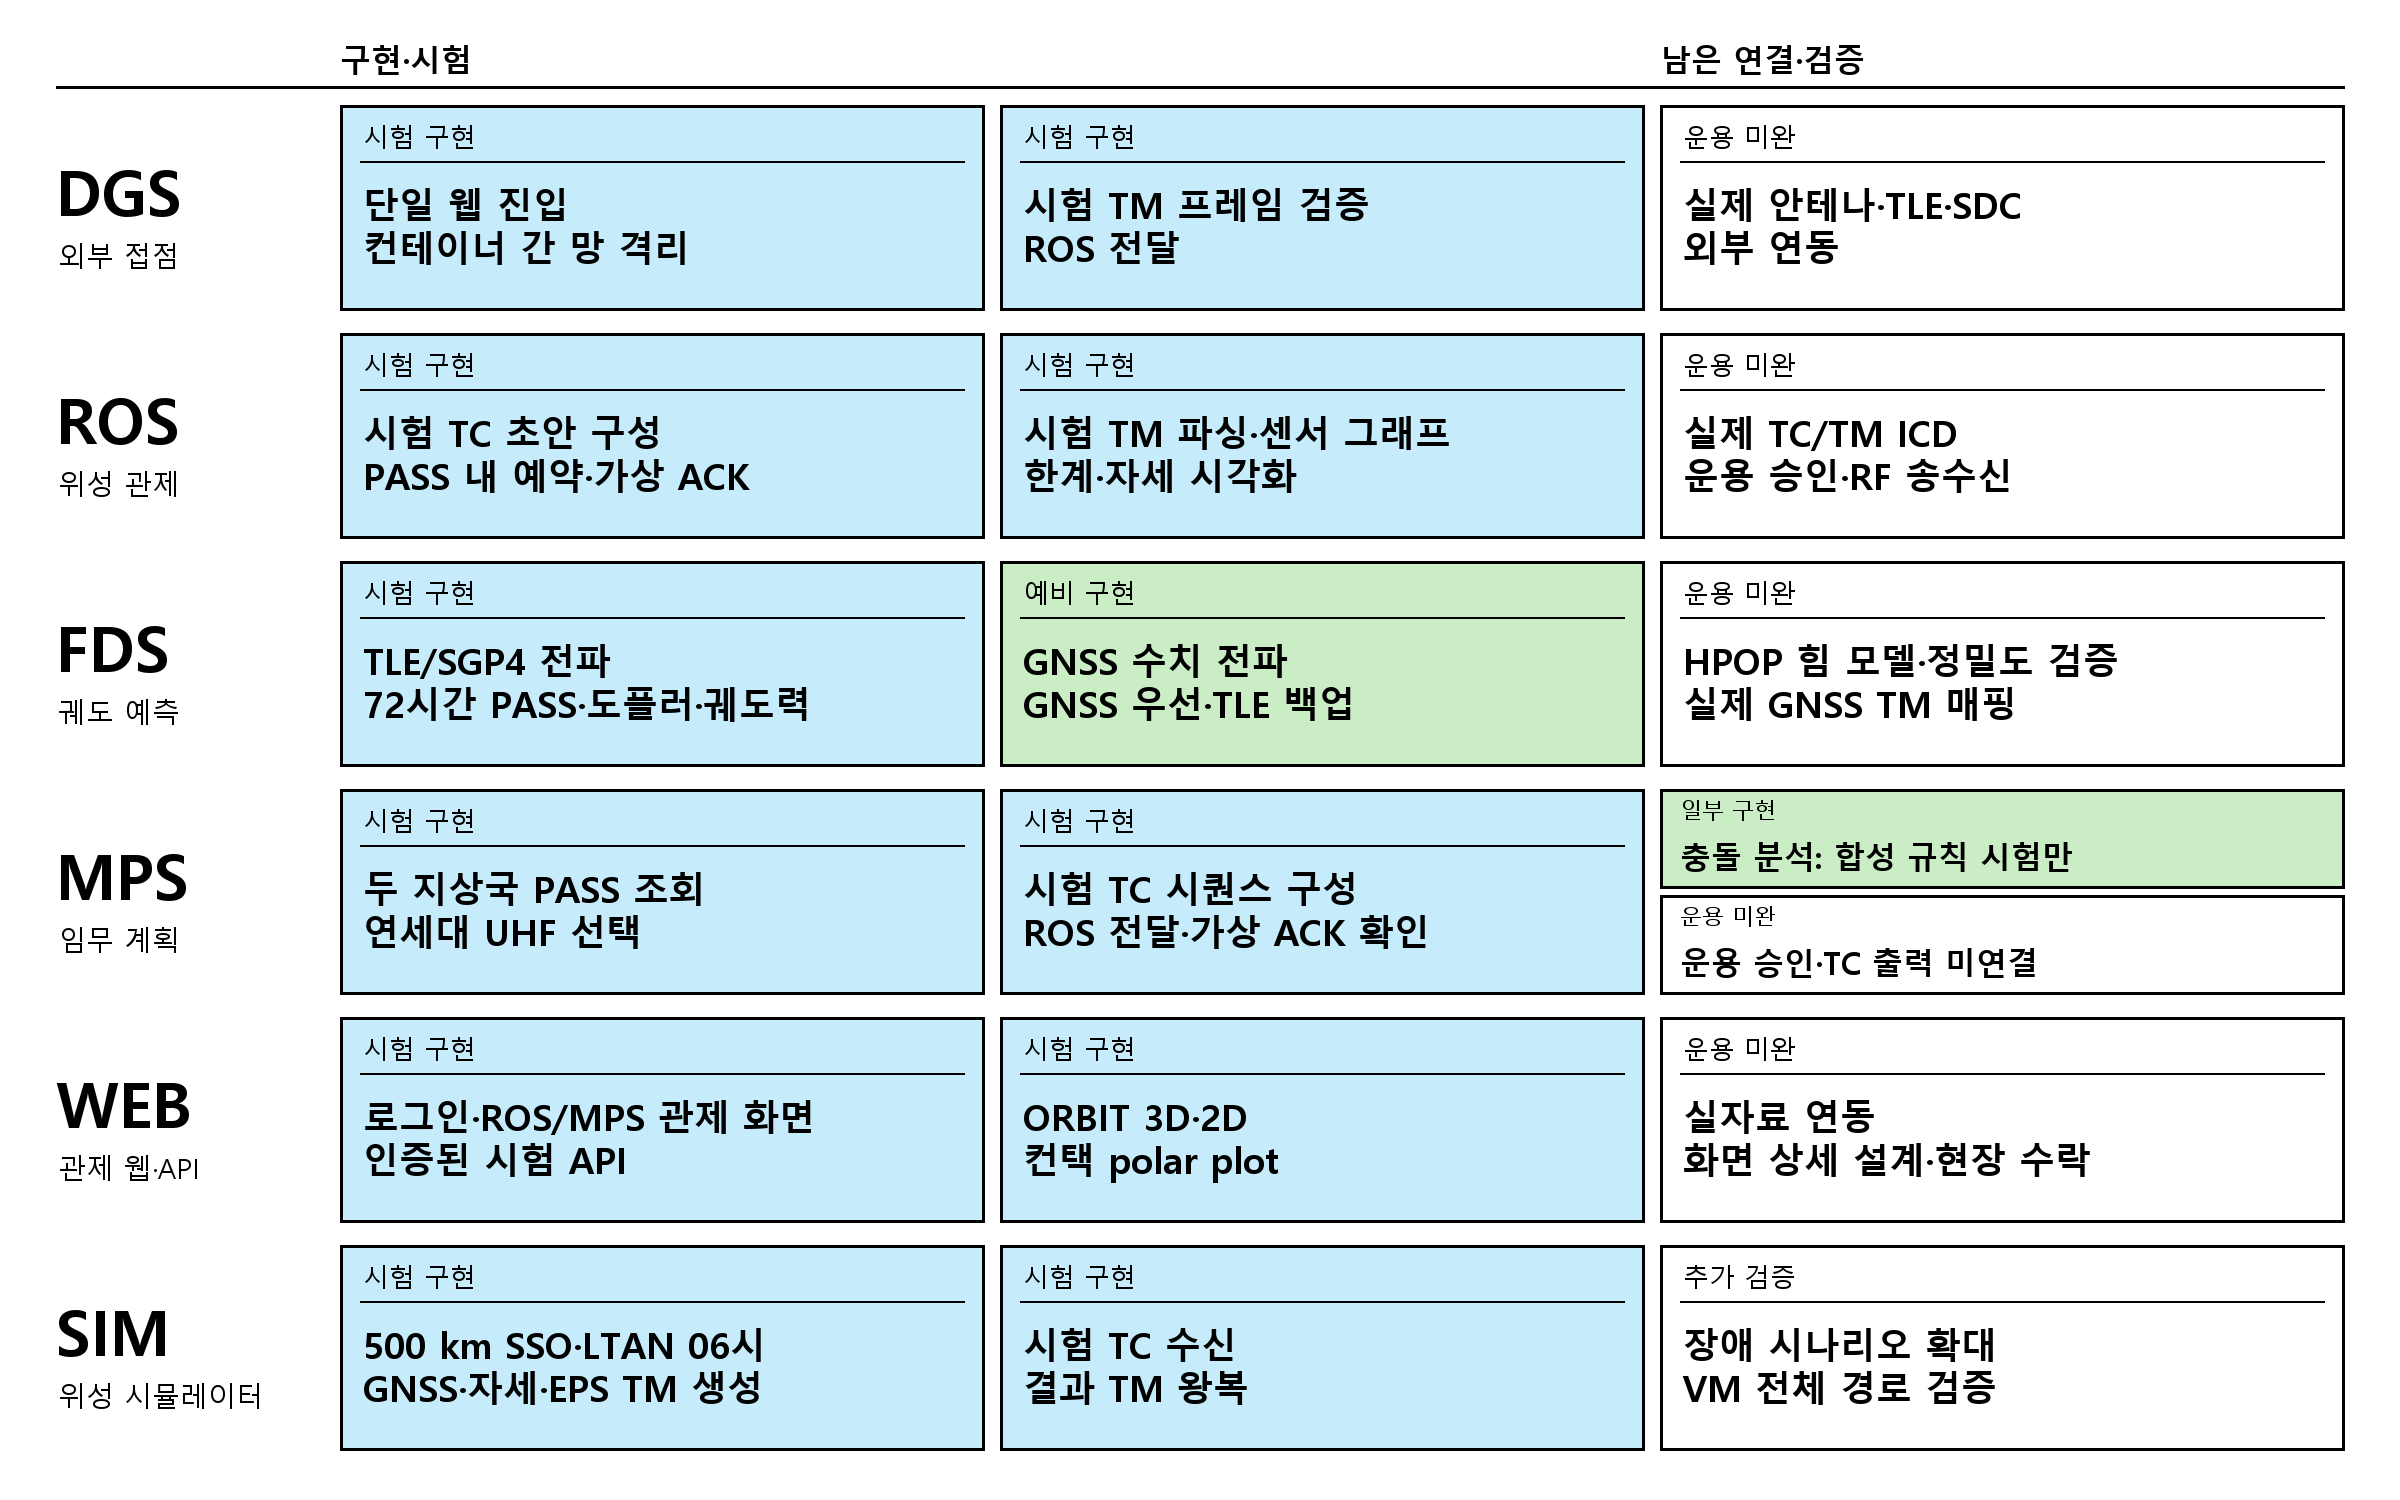 구현·시험
남은 연결·검증
DGS
외부 접점
시험 구현
단일 웹 진입
컨테이너 간 망 격리
시험 구현
시험 TM 프레임 검증
ROS 전달
운용 미완
실제 안테나·TLE·SDC
외부 연동
ROS
위성 관제
시험 구현
시험 TC 초안 구성
PASS 내 예약·가상 ACK
시험 구현
시험 TM 파싱·센서 그래프
한계·자세 시각화
운용 미완
실제 TC/TM ICD
운용 승인·RF 송수신
FDS
궤도 예측
시험 구현
TLE/SGP4 전파
72시간 PASS·도플러·궤도력
예비 구현
GNSS 수치 전파
GNSS 우선·TLE 백업
운용 미완
HPOP 힘 모델·정밀도 검증
실제 GNSS TM 매핑
MPS
임무 계획
시험 구현
두 지상국 PASS 조회
연세대 UHF 선택
시험 구현
시험 TC 시퀀스 구성
ROS 전달·가상 ACK 확인
일부 구현
충돌 분석: 합성 규칙 시험만
운용 미완
운용 승인·TC 출력 미연결
WEB
관제 웹·API
시험 구현
로그인·ROS/MPS 관제 화면
인증된 시험 API
시험 구현
ORBIT 3D·2D
컨택 polar plot
운용 미완
실자료 연동
화면 상세 설계·현장 수락
SIM
위성 시뮬레이터
시험 구현
500 km SSO·LTAN 06시
GNSS·자세·EPS TM 생성
시험 구현
시험 TC 수신
결과 TM 왕복
추가 검증
장애 시나리오 확대
VM 전체 경로 검증